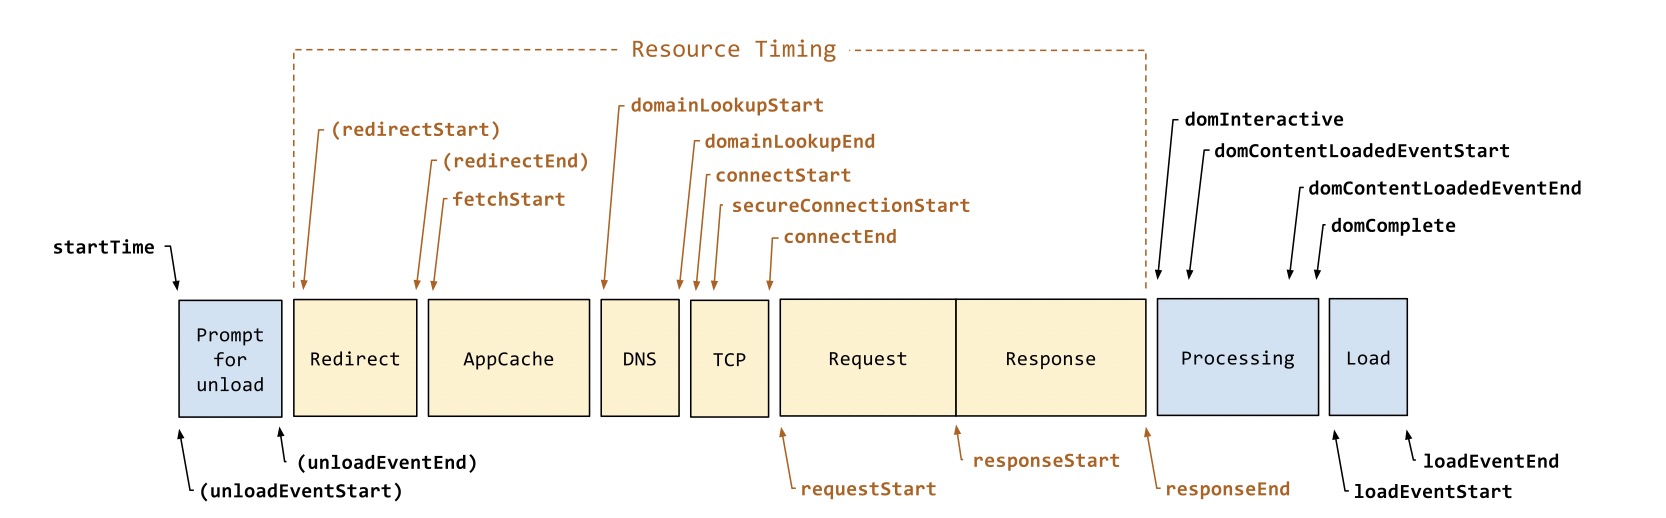 Resource Timing
domainLookupStart
domInteractive
(redirectStart)
domainLookupEnd
domContentLoadedEventStart
(redirectEnd)
connectStart
domContentLoadedEventEnd
fetchStart
secureConnectionStart
domComplete
connectEnd
startTime
Prompt
for
unload
Redirect
AppCache
DNS
TCP
Request
Response
Processing
Load
(unloadEventEnd)
responseStart
loadEventEnd
(unloadEventStart)
requestStart
responseEnd
loadEventStart